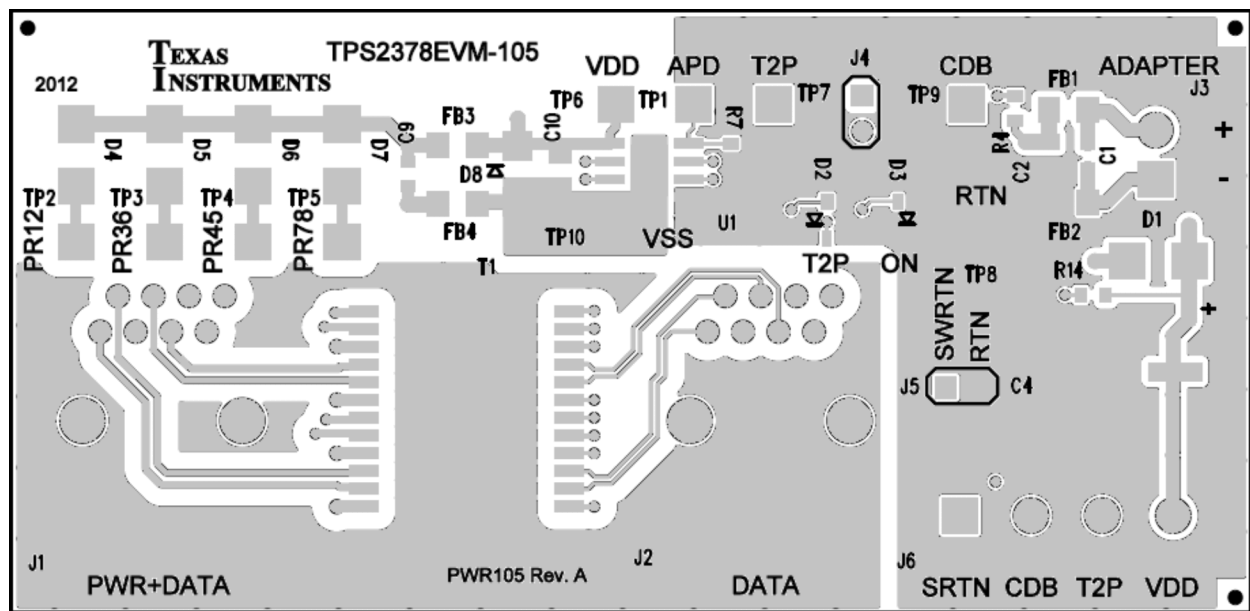 TEXAS INSTRUMENTS
TPS2378EVM-105
2012
VDD
APD
T2P
J4
CDB
FB1
ADAPTER
J3
TP6
TP1
TP7
TP9
R7
R4
C2
C1
+
-
D4
D5
D6
D7
C9
FB3
C10
D8
FB4
TP2
TP3
TP4
TP5
PR12
PR36
PR45
PR78
D2
D3
RTN
U1
TP10
VSS
T1
T2P
ON
FB2
D1
TP8
R14
+
SWRTN
RTN
J5
C4
J1
PWR+DATA
PWR105 Rev. A
J2
DATA
J6
SRTN
CDB
T2P
VDD